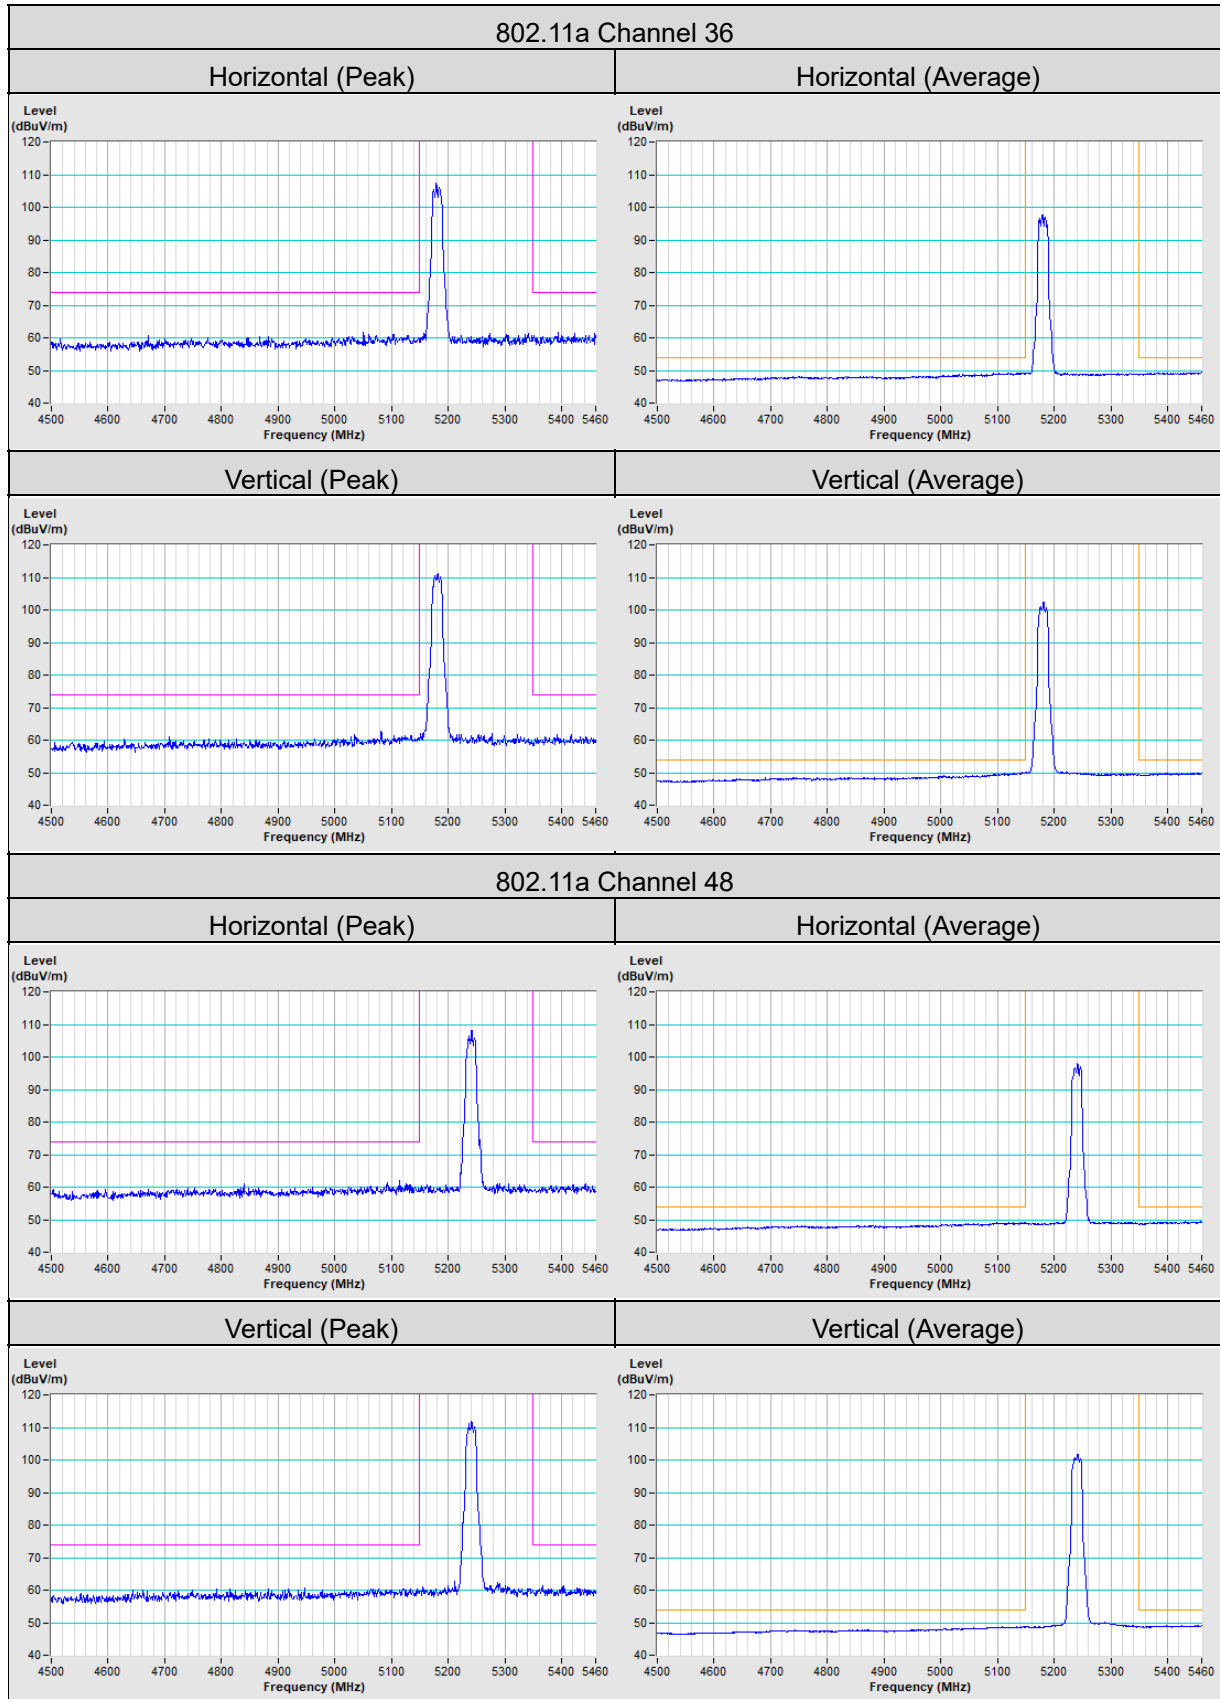 802.11a Channel 36
Horizontal (Peak) Horizontal (Average)
Level Level
(dBuV/m) (dBuV/m)
120 120
110 110
100 100
90 90
80 80
70 70
60 60
50 50
40 40
4500 4600 4700 4800 4900 5000 5100 5200 5300 5400 5460 4500 4600 4700 4800 4900 5000 5100 5200 5300 5400 5460
Frequency (MHz) Frequency (MHz)
Vertical (Peak) Vertical (Average)
Level Level
(dBuV/m) (dBuV/m)
120 120
110 110
100 100
90 90
80 80
70 70
60 60
50 50
40 40
4500 4600 4700 4800 4900 5000 5100 5200 5300 5400 5460 4500 4600 4700 4800 4900 5000 5100 5200 5300 5400 5460
Frequency (MHz) Frequency (MHz)
802.11a Channel 48
Horizontal (Peak) Horizontal (Average)
Level Level
(dBuV/m) (dBuV/m)
120 120
110 110
100 100
90 90
80 80
70 70
60 60
50 50
40 40
4500 4600 4700 4800 4900 5000 5100 5200 5300 5400 5460 4500 4600 4700 4800 4900 5000 5100 5200 5300 5400 5460
Frequency (MHz) Frequency (MHz)
Vertical (Peak) Vertical (Average)
Level Level
(dBuV/m) (dBuV/m)
120 120
110 110
100 100
90 90
80 80
70 70
60 60
50 50
40 40
4500 4600 4700 4800 4900 5000 5100 5200 5300 5400 5460 4500 4600 4700 4800 4900 5000 5100 5200 5300 5400 5460
Frequency (MHz) Frequency (MHz)